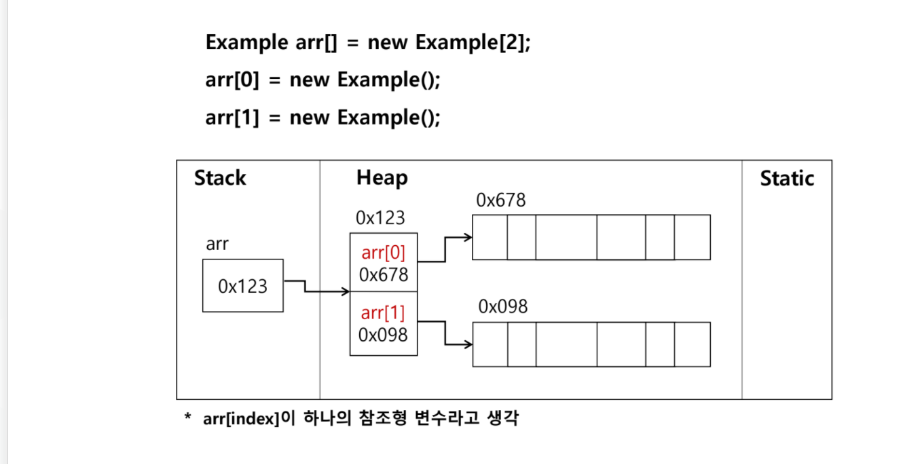 Example arr[] = new Example[2];
arr[0] = new Example();
arr[1] = new Example();
Stack
Heap
Static
0x678
0x123
arr
arr[0]
0x678
0x123
0x098
arr[1]
0x098
* arr[index]이 하나의 참조형 변수라고 생각